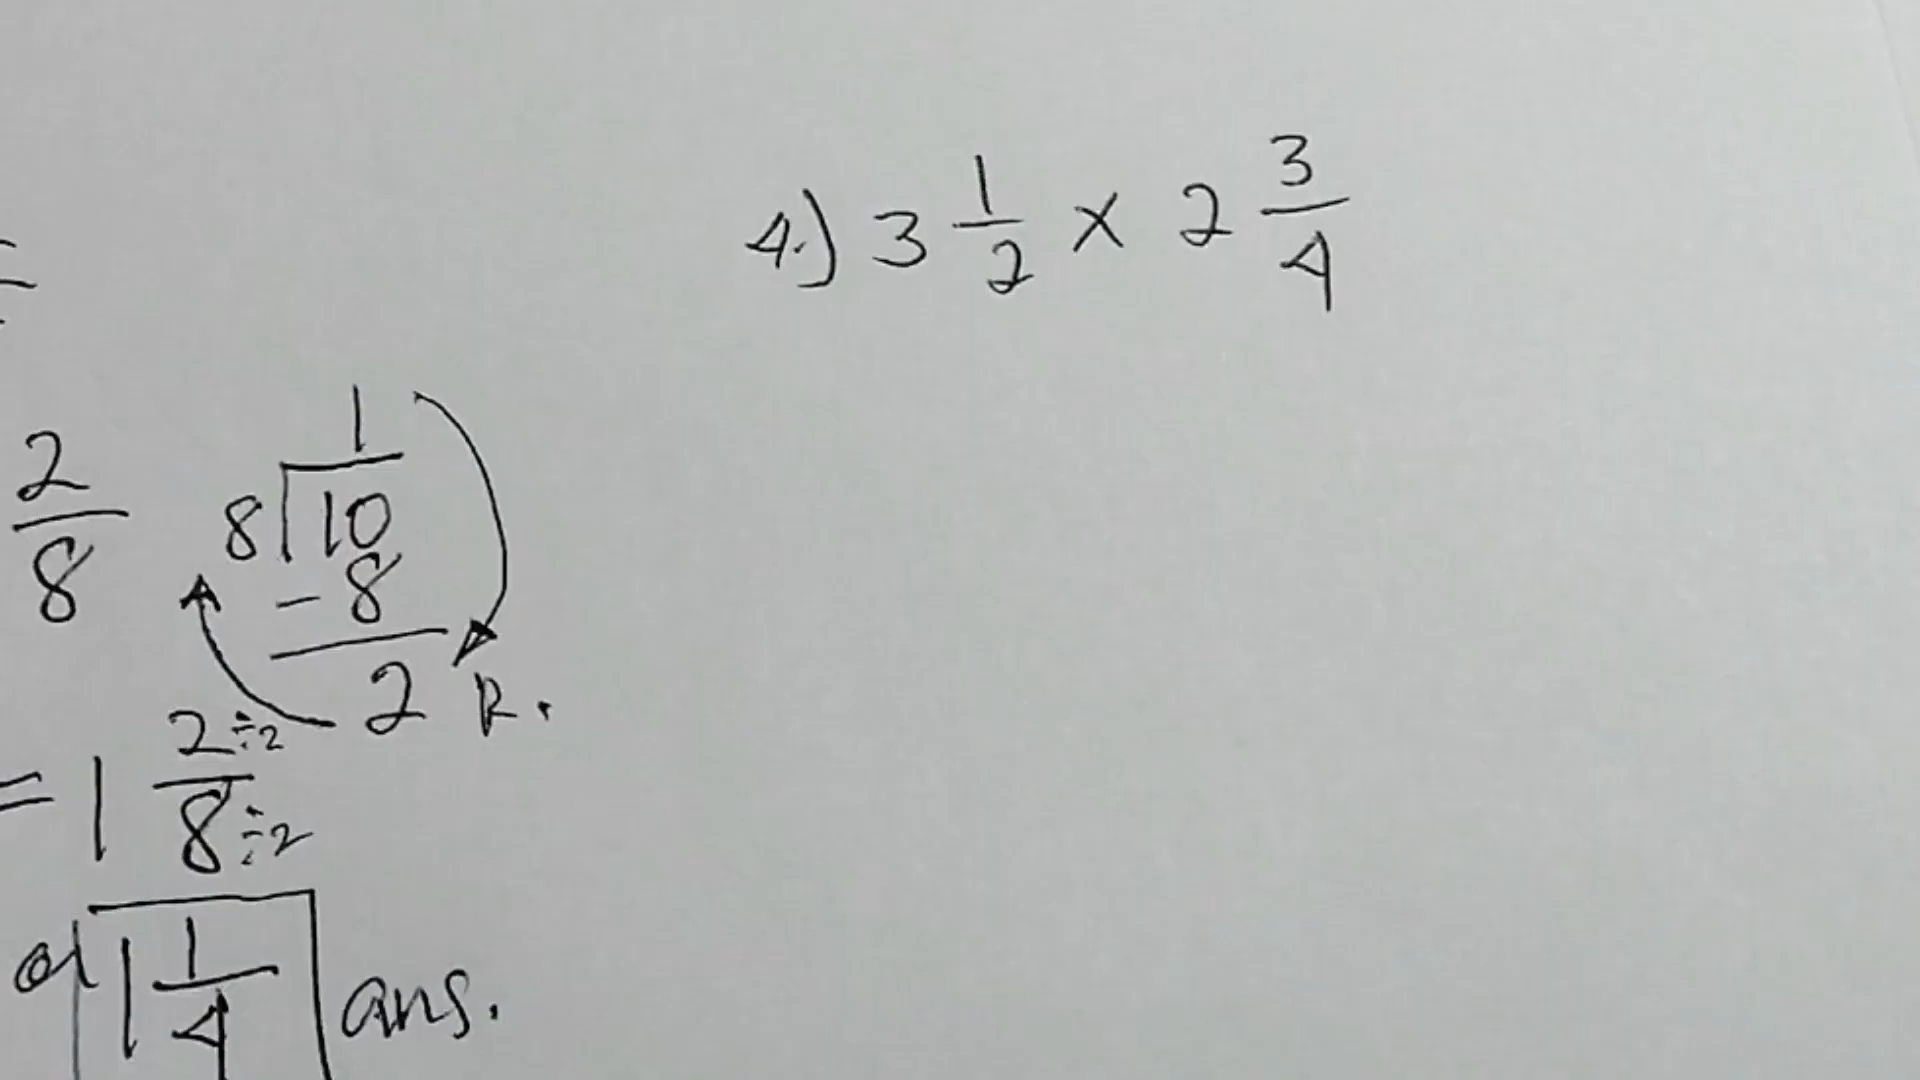 =
2/8
1
8)10
- 8
2 R.
= 1 2÷2/8÷2
or 1 1/4 ans.
4.) 3 1/2 x 2 3/4